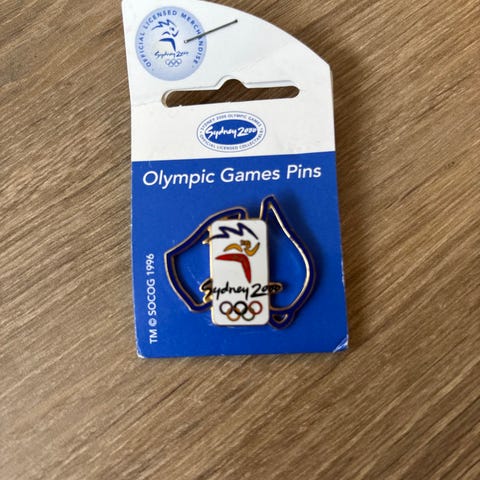 OFFICIAL LICENSED MERCHANDISE
Sydney 2000
SYDNEY 2000 OLYMPIC GAMES
Sydney 2000
OFFICIAL LICENSED COLLECTABLE
Olympic Games Pins
Sydney 2000
TM © SOCOG 1996